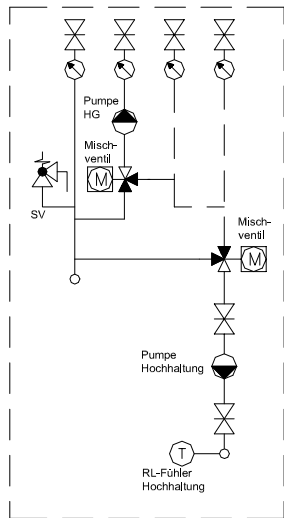 Pumpe
HG
Misch-
ventil
M
SV
Misch-
ventil
M
Pumpe
Hochhaltung
T
RL-Fühler
Hochhaltung